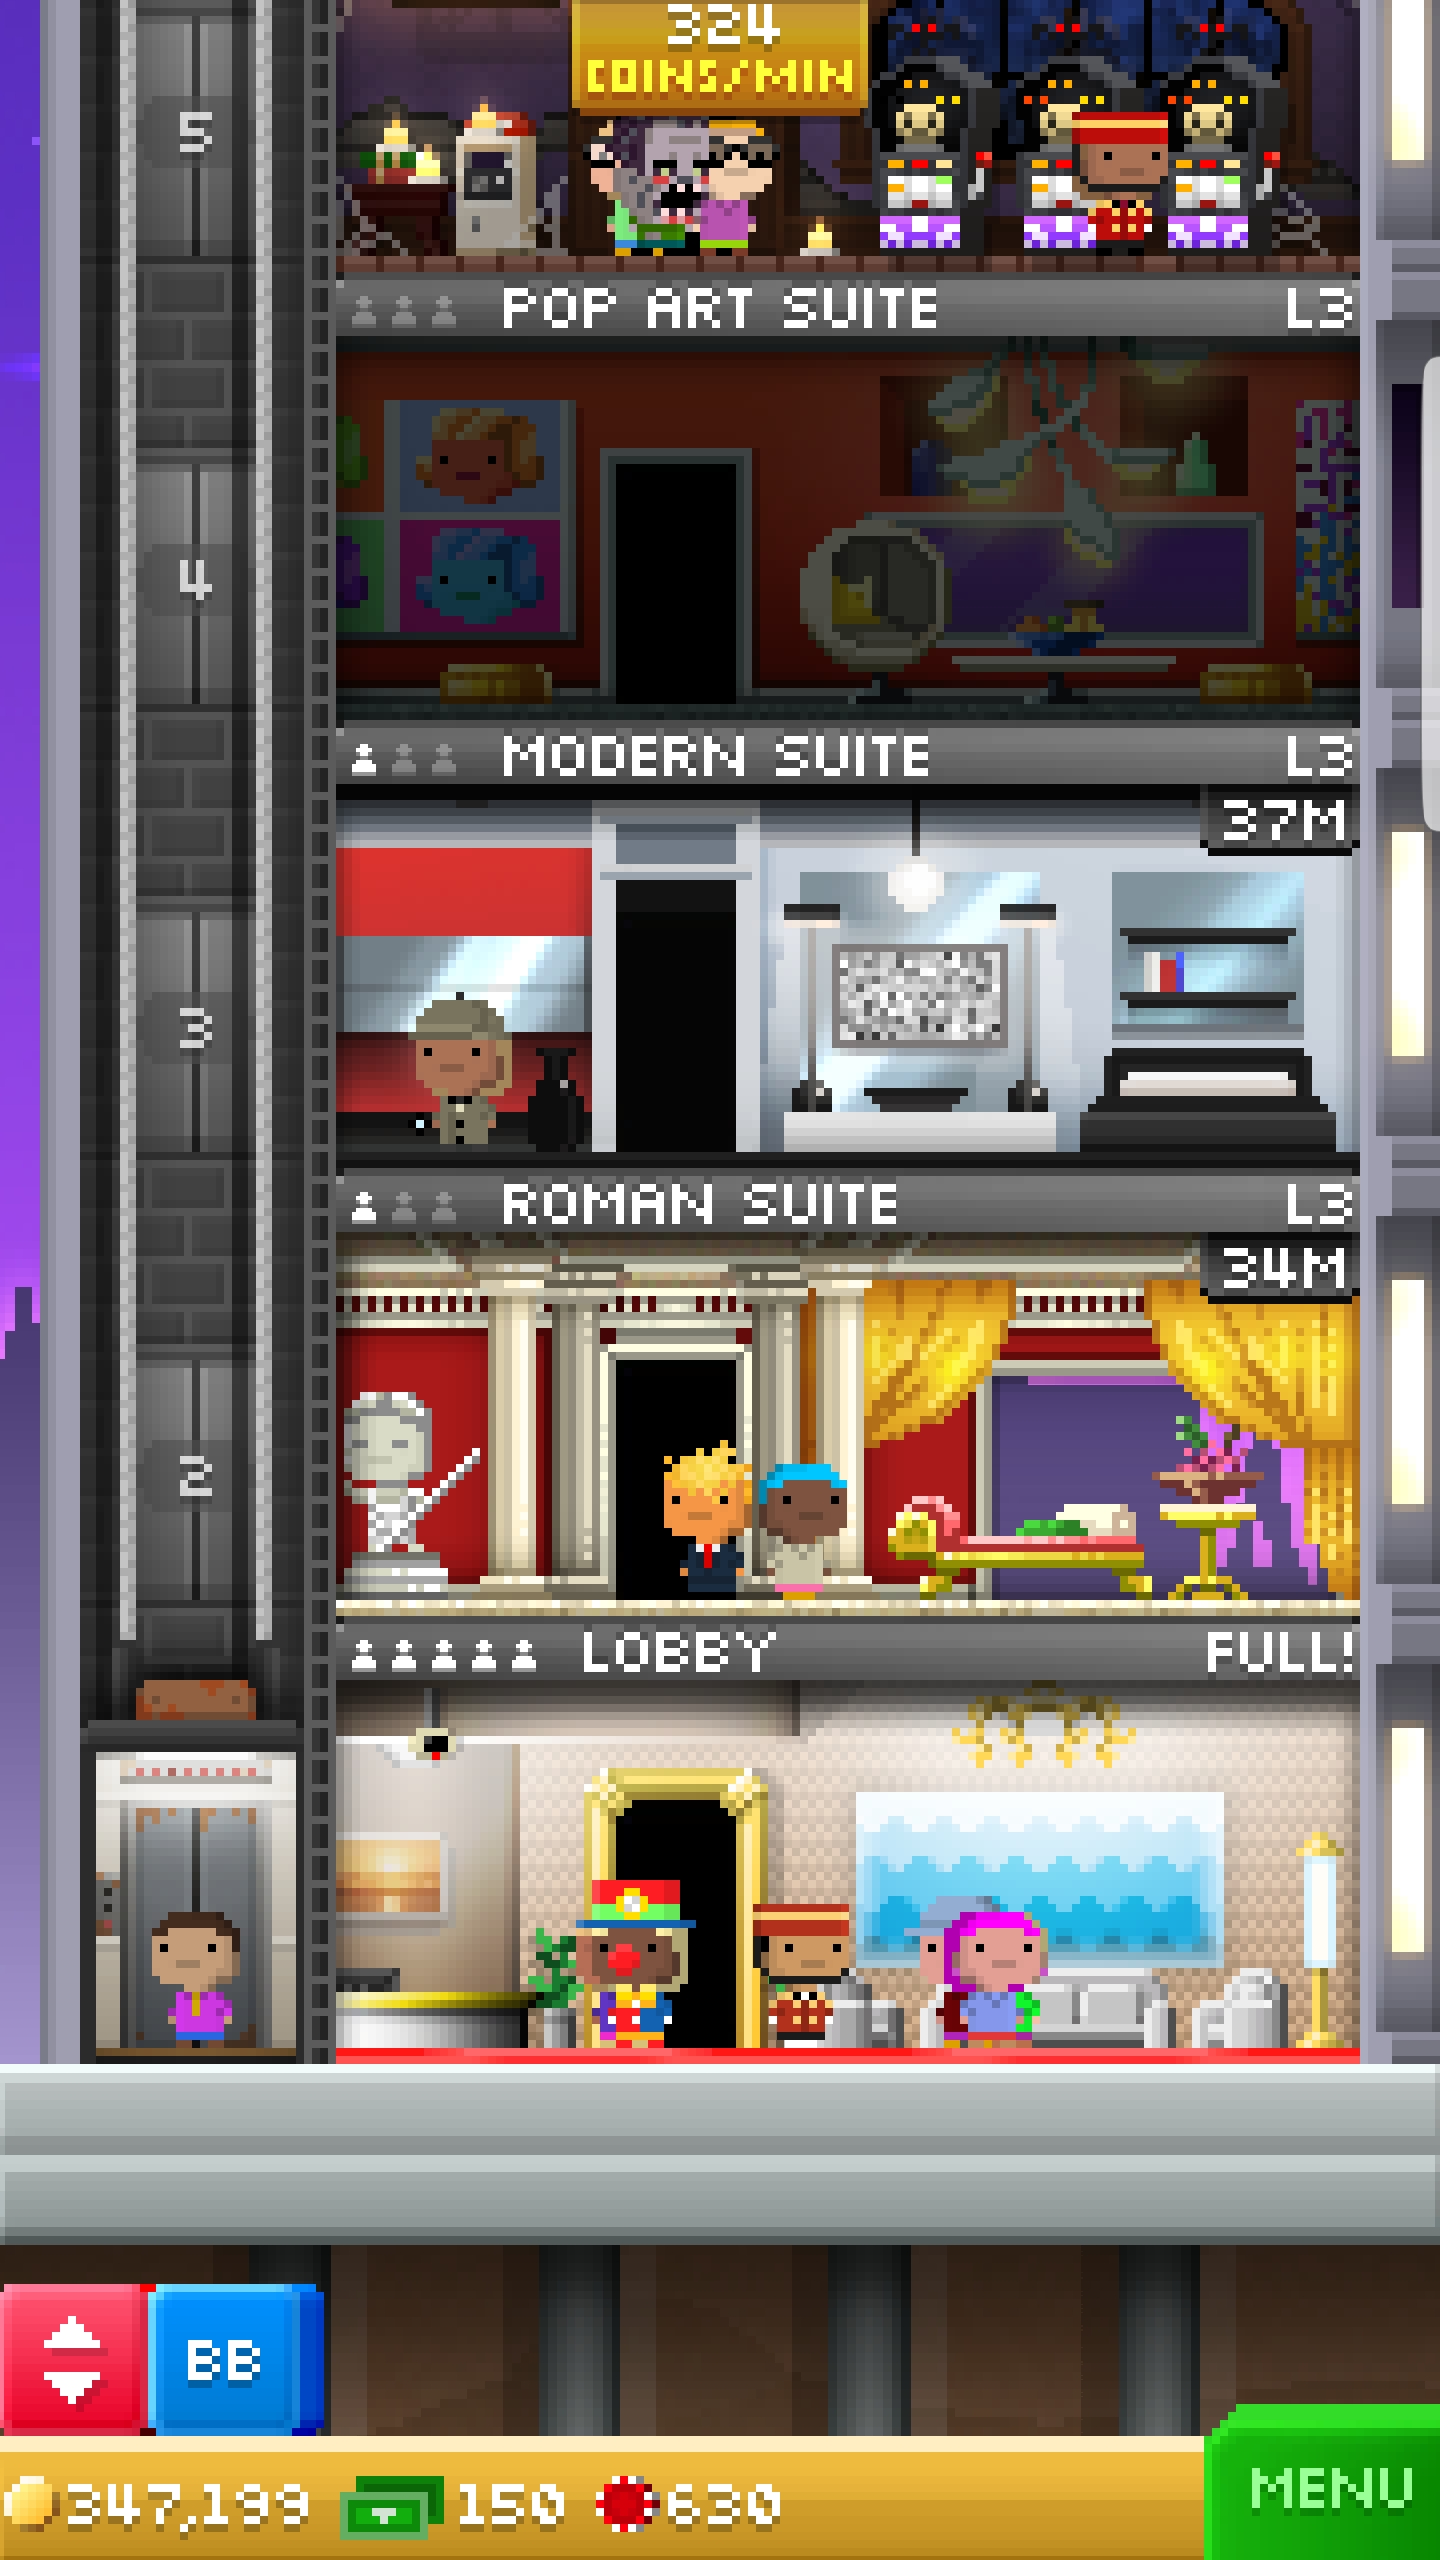 324
COINS/MIN
5
POP ART SUITE L3
4
MODERN SUITE L3
37M
3
ROMAN SUITE L3
34M
2
LOBBY FULL!
BB
MENU
347,199 150 630